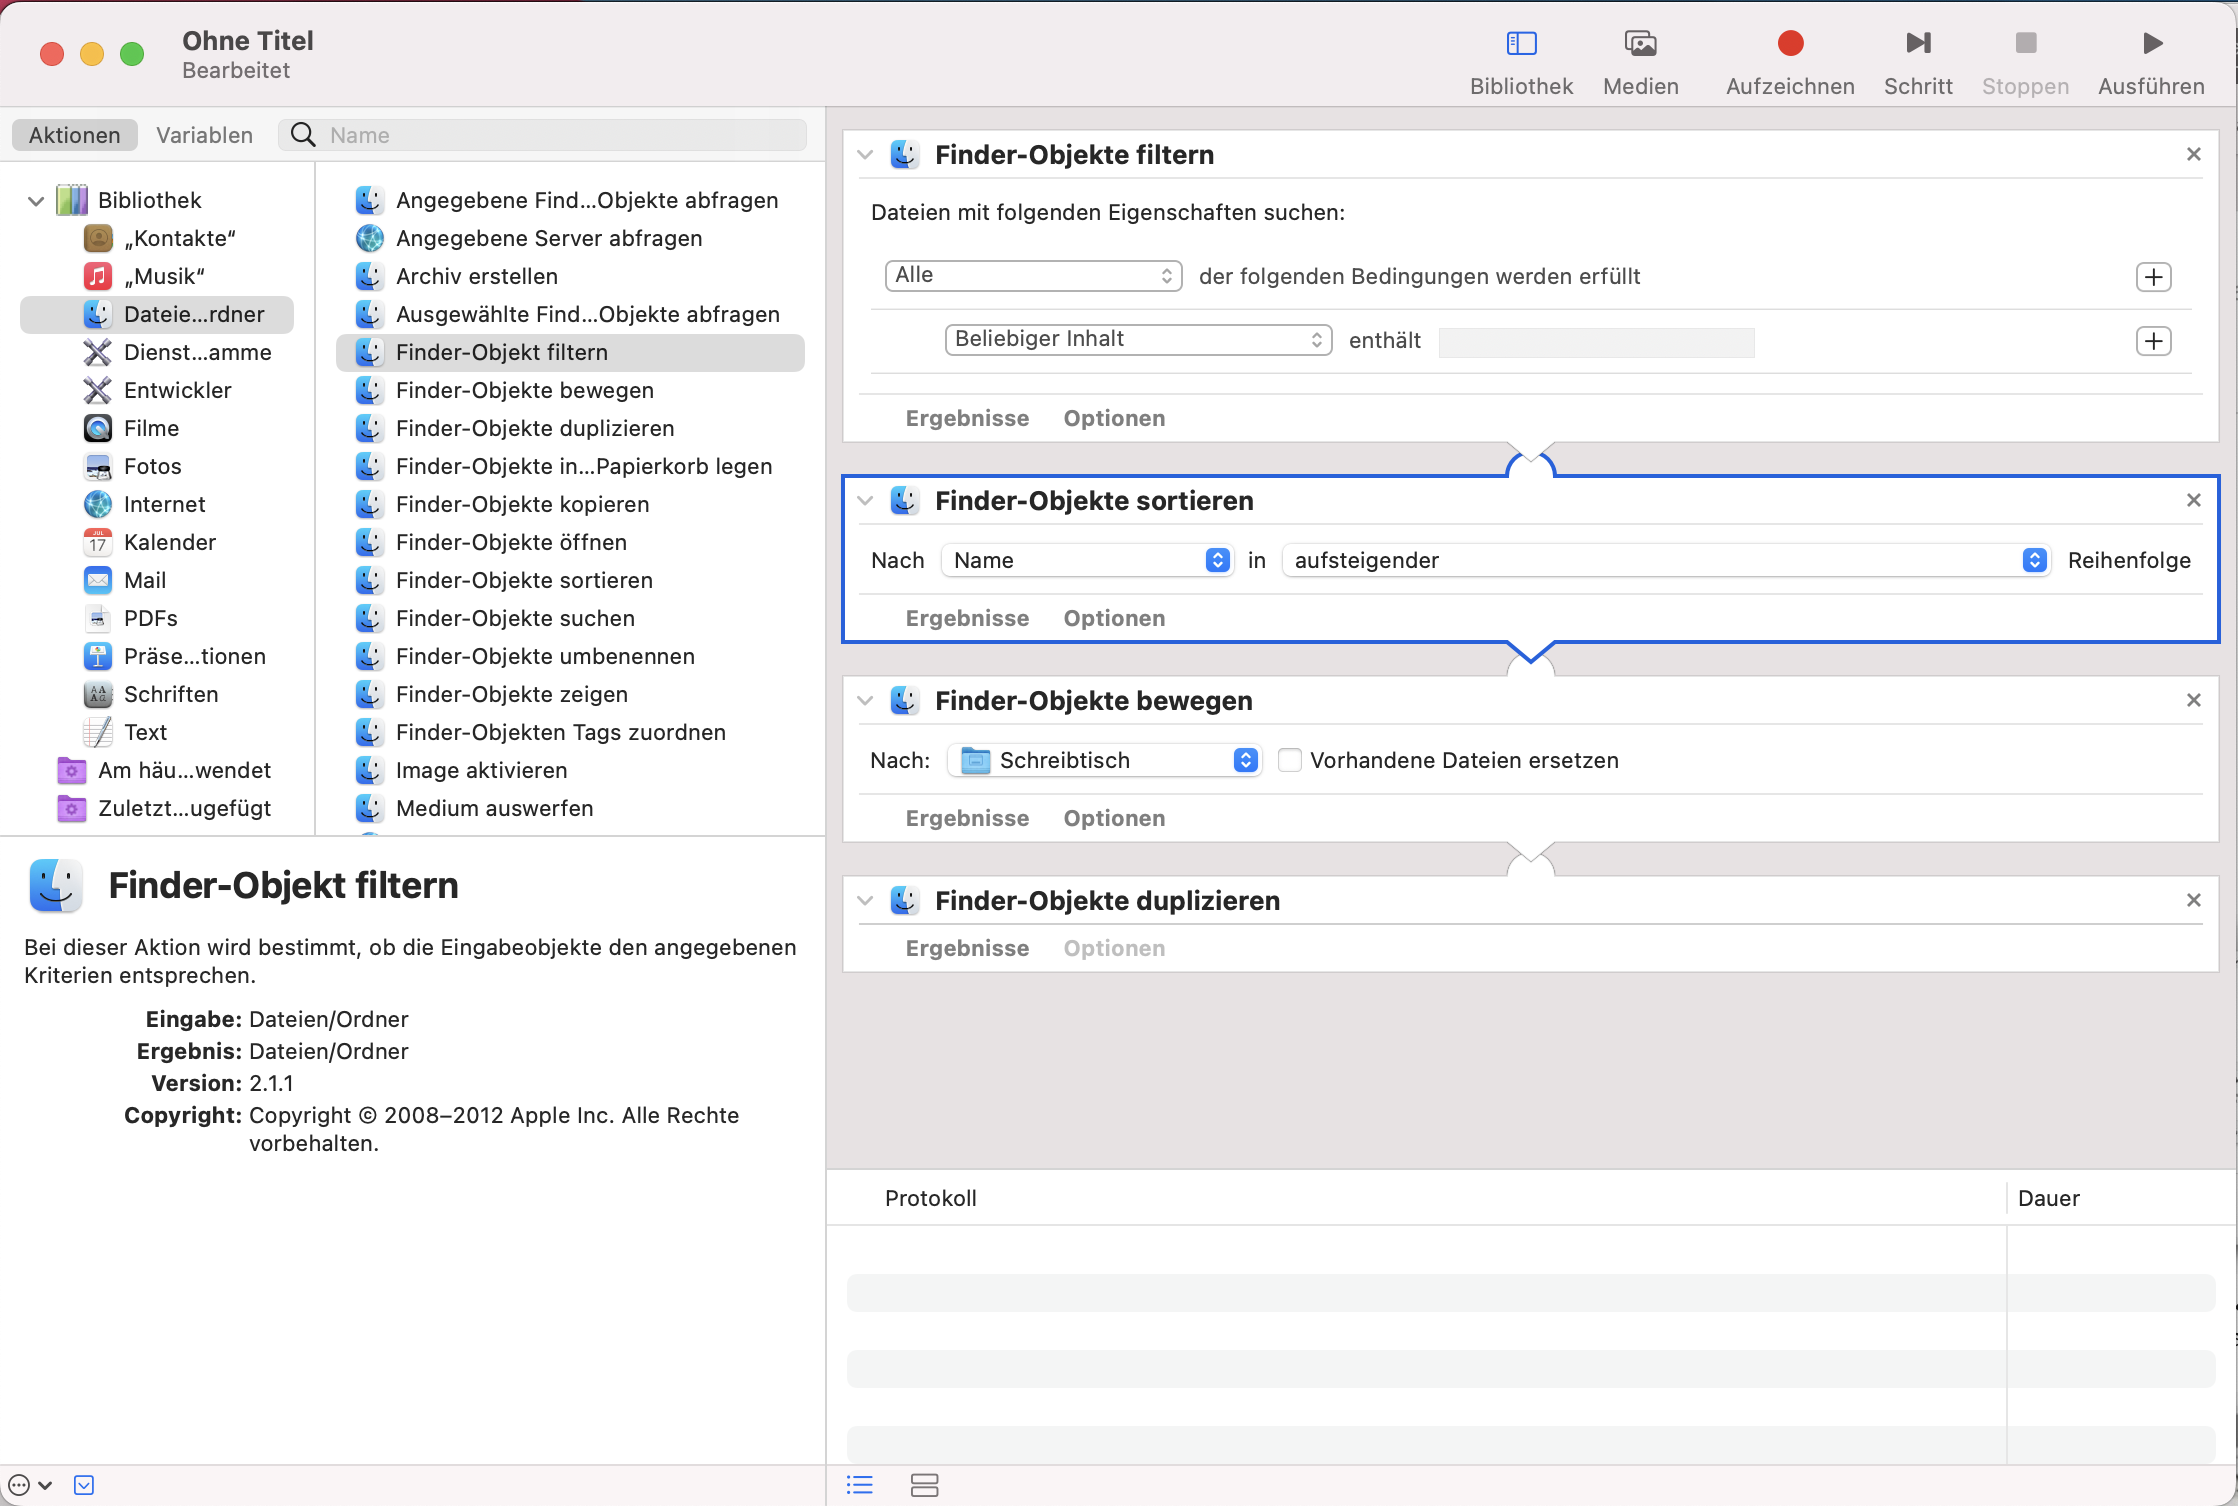 Ohne Titel
Bearbeitet
Bibliothek
Medien
Aufzeichnen
Schritt
Stoppen
Ausführen
Aktionen
Variablen
Name
Bibliothek
„Kontakte“
„Musik“
Dateie...rdner
Dienst...amme
Entwickler
Filme
Fotos
Internet
JUL
17
Kalender
Mail
PDFs
Präse...tionen
Schriften
Text
Am häu...wendet
Zuletzt...ugefügt
Angegebene Find...Objekte abfragen
Angegebene Server abfragen
Archiv erstellen
Ausgewählte Find...Objekte abfragen
Finder-Objekt filtern
Finder-Objekte bewegen
Finder-Objekte duplizieren
Finder-Objekte in...Papierkorb legen
Finder-Objekte kopieren
Finder-Objekte öffnen
Finder-Objekte sortieren
Finder-Objekte suchen
Finder-Objekte umbenennen
Finder-Objekte zeigen
Finder-Objekten Tags zuordnen
Image aktivieren
Medium auswerfen
Finder-Objekt filtern
Bei dieser Aktion wird bestimmt, ob die Eingabeobjekte den angegebenen
Kriterien entsprechen.
Eingabe: Dateien/Ordner
Ergebnis: Dateien/Ordner
Version: 2.1.1
Copyright: Copyright © 2008–2012 Apple Inc. Alle Rechte
vorbehalten.
Finder-Objekte filtern
Dateien mit folgenden Eigenschaften suchen:
Alle der folgenden Bedingungen werden erfüllt
Beliebiger Inhalt enthält
Ergebnisse Optionen
Finder-Objekte sortieren
Nach Name in aufsteigender Reihenfolge
Ergebnisse Optionen
Finder-Objekte bewegen
Nach: Schreibtisch Vorhandene Dateien ersetzen
Ergebnisse Optionen
Finder-Objekte duplizieren
Ergebnisse Optionen
Protokoll Dauer